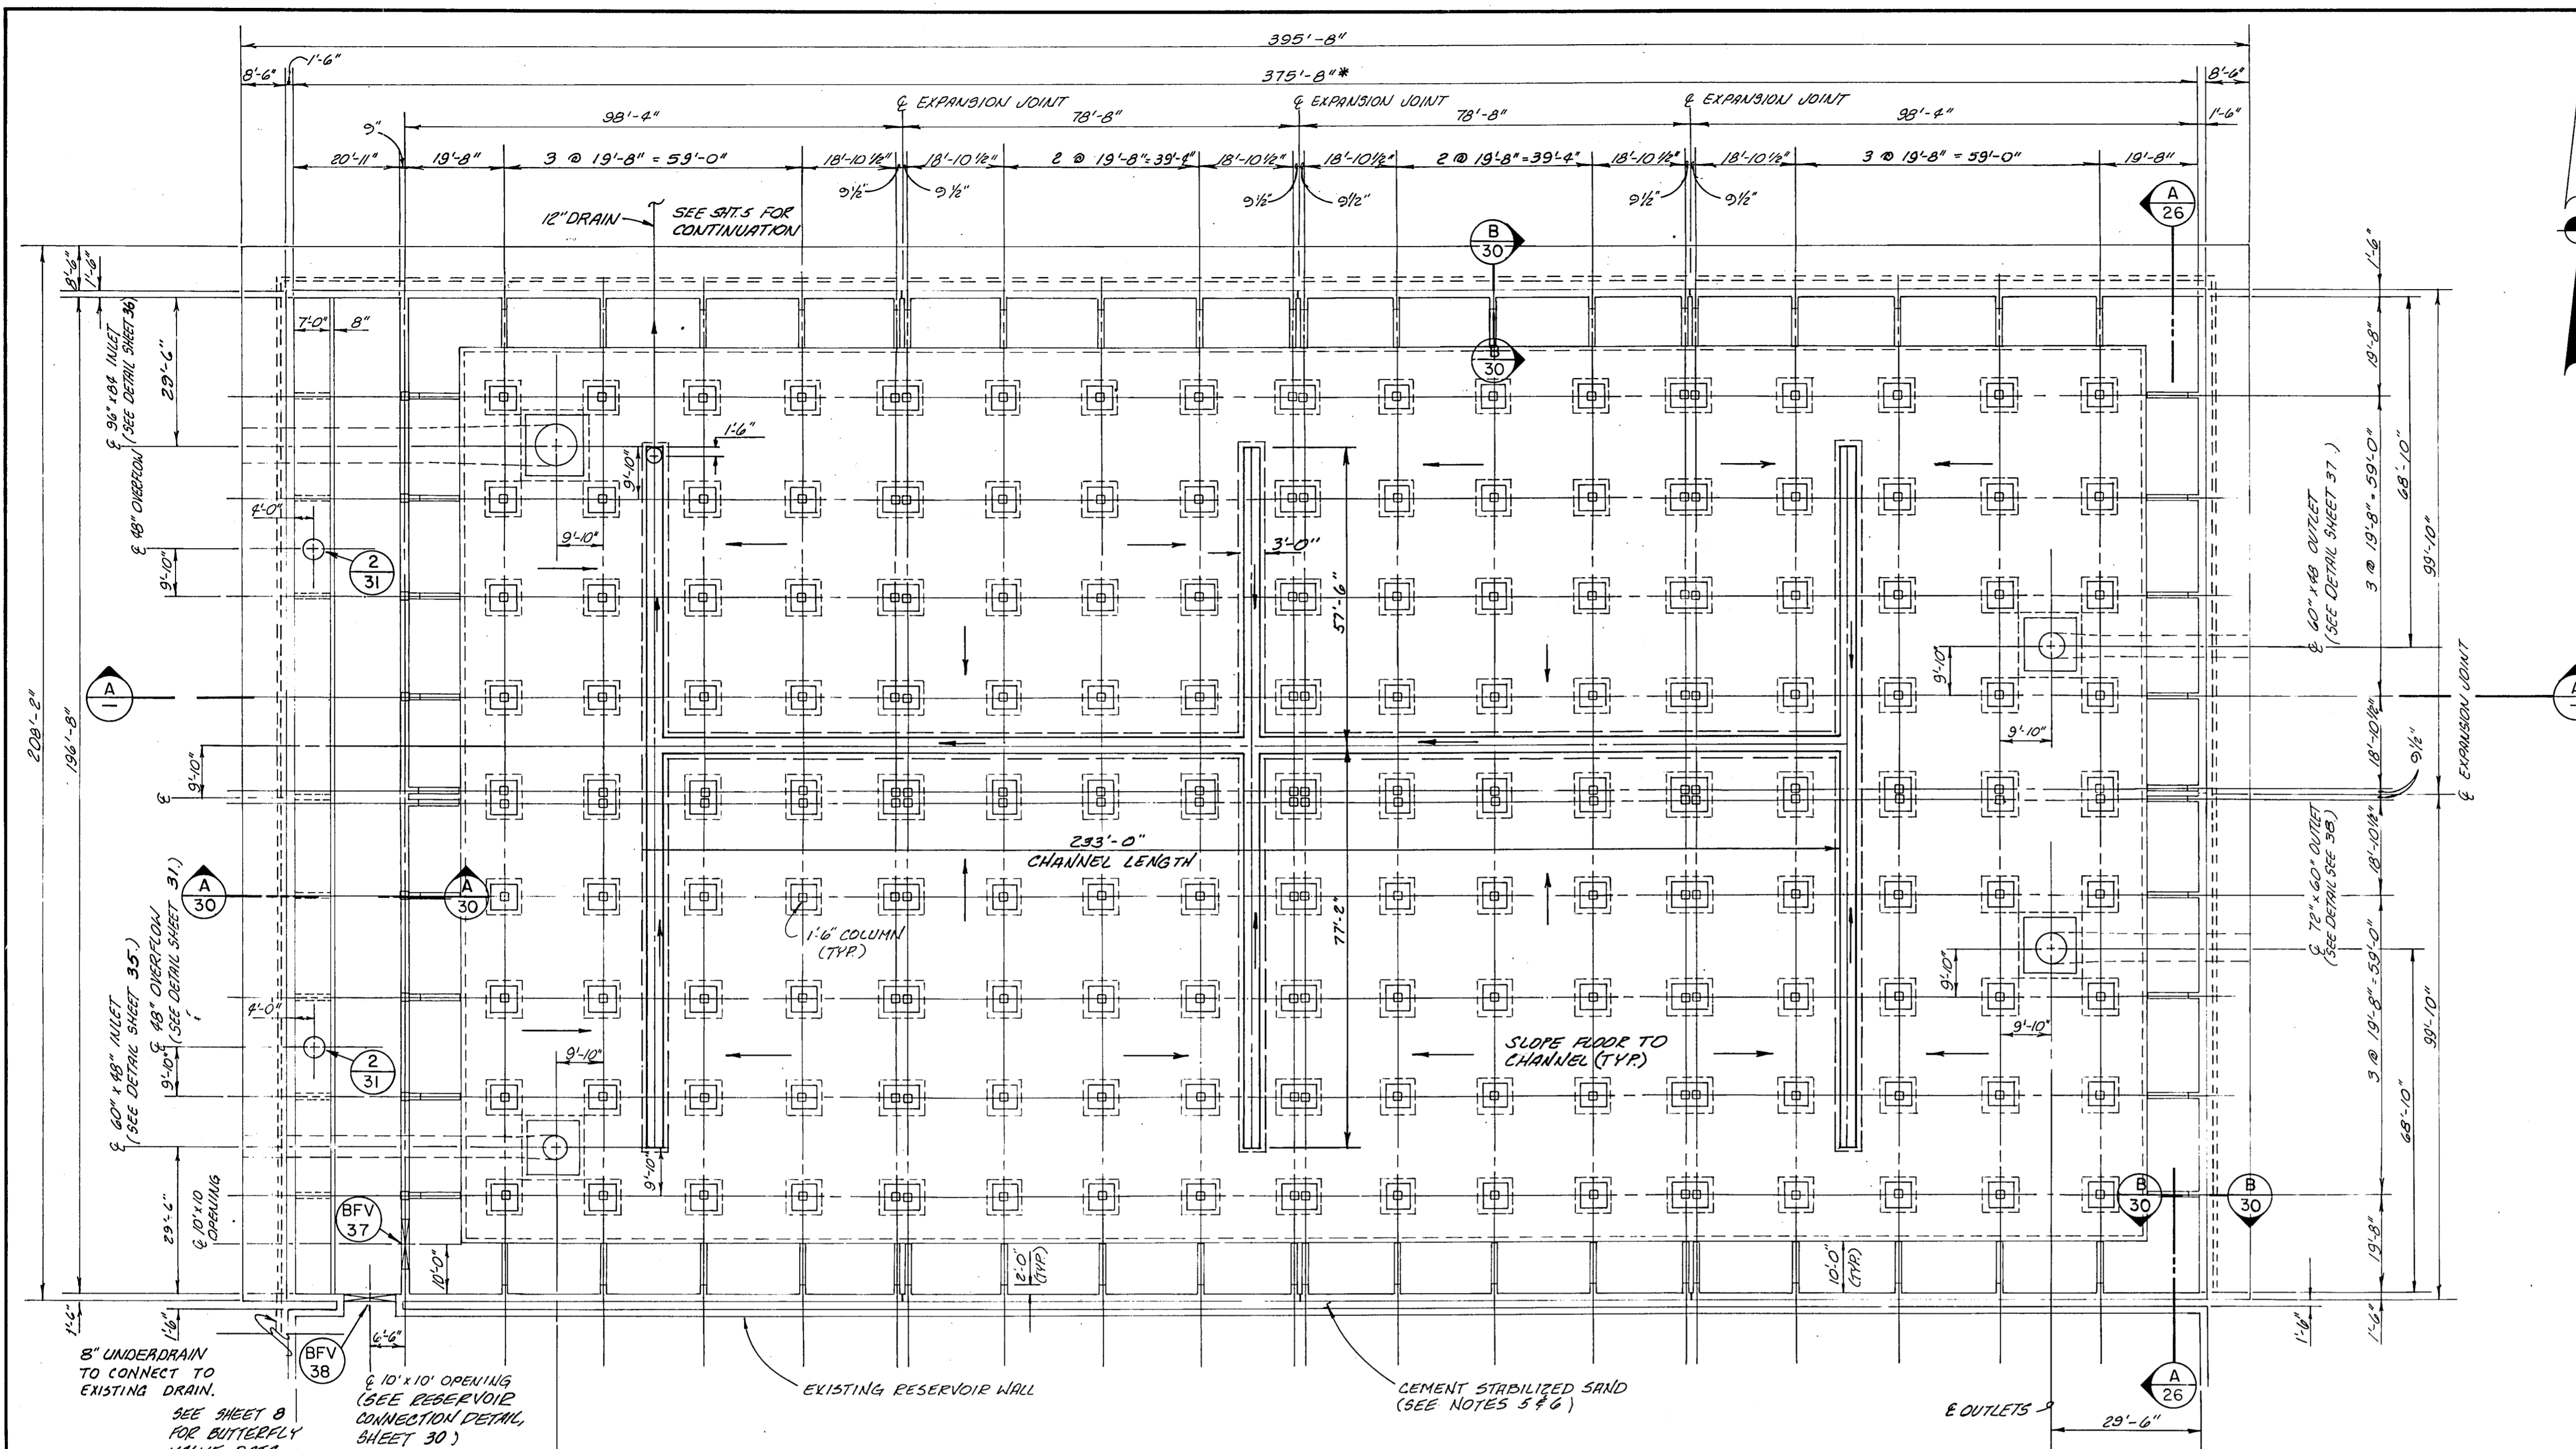 395'-8"
8'-6"
1'-6"
375'-8"*
8'-6"
1'-6"
℄ EXPANSION JOINT
℄ EXPANSION JOINT
℄ EXPANSION JOINT
9"
98'-4"
78'-8"
78'-8"
98'-4"
20'-11"
19'-8"
3 @ 19'-8" = 59'-0"
18'-10 1/2"
18'-10 1/2"
2 @ 19'-8"=39'-4"
18'-10 1/2"
18'-10 1/2"
2 @ 19'-8"=39'-4"
18'-10 1/2"
18'-10 1/2"
3 @ 19'-8" = 59'-0"
19'-8"
9 1/2"
9 1/2"
9 1/2"
9 1/2"
9 1/2"
9 1/2"
12" DRAIN
SEE SHT. 5 FOR
CONTINUATION
A
26
B
30
B
30
8'-6"
1'-6"
7'-0"
8"
29'-6"
℄ 96" x 84 INLET
(SEE DETAIL SHEET 36)
℄ 48" OVERFLOW
4'-0"
9'-10"
2
31
9'-10"
1'-6"
9'-10"
3'-0"
57'-6"
1'-6"
19'-8"
3 @ 19'-8" = 59'-0"
68'-10"
99'-10"
℄ 60" x 48 OUTLET
(SEE DETAIL SHEET 37.)
9'-10"
9'-10"
A
—
A
208'-2"
196'-8"
9'-10"
℄
18'-10 1/2"
9 1/2"
℄ EXPANSION JOINT
18'-10 1/2"
℄ 72" x 60" OUTLET
(SEE DETAIL SEE 38.)
293'-0"
CHANNEL LENGTH
A
30
A
30
1'-6" COLUMN
(TYP.)
77'-2"
9'-10"
9'-10"
3 @ 19'-8" = 59'-0"
99'-10"
68'-10"
℄ 48" OVERFLOW
(SEE DETAIL SHEET 31.)
4'-0"
9'-10"
2
31
9'-10"
SLOPE FLOOR TO
CHANNEL (TYP.)
℄ 60" x 48" INLET
(SEE DETAIL SHEET 35.)
29'-6"
℄ 10'x10
OPENING
9'-10"
BFV
37
10'-0"
2'-0"
(TYP.)
10'-0"
(TYP.)
B
30
B
30
19'-8"
1'-6"
1'-6"
6'-6"
1'-6"
1'-6"
8" UNDERDRAIN
TO CONNECT TO
EXISTING DRAIN.
BFV
38
℄ 10'x10' OPENING
(SEE RESERVOIR
CONNECTION DETAIL,
SHEET 30)
EXISTING RESERVOIR WALL
CEMENT STABILIZED SAND
(SEE NOTES 5 & 6)
A
26
℄ OUTLETS
29'-6"
SEE SHEET 8
FOR BUTTERFLY